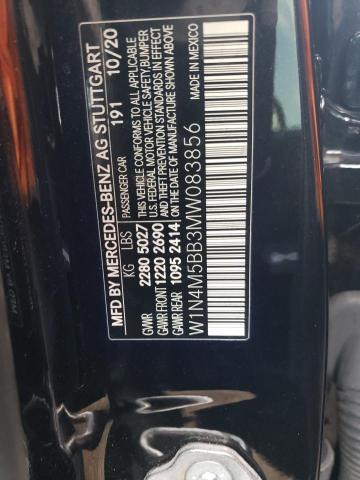 MFD BY MERCEDES-BENZ AG STUTTGART
191 10/20
KG LBS PASSENGER CAR
GVWR 2280 5027 THIS VEHICLE CONFORMS TO ALL APPLICABLE
GAWR FRONT 1220 2690 U.S. FEDERAL MOTOR VEHICLE SAFETY, BUMPER
GAWR REAR 1095 2414 AND THEFT PREVENTION STANDARDS IN EFFECT
ON THE DATE OF MANUFACTURE SHOWN ABOVE
W1N4M5BB3MW083856
MADE IN MEXICO